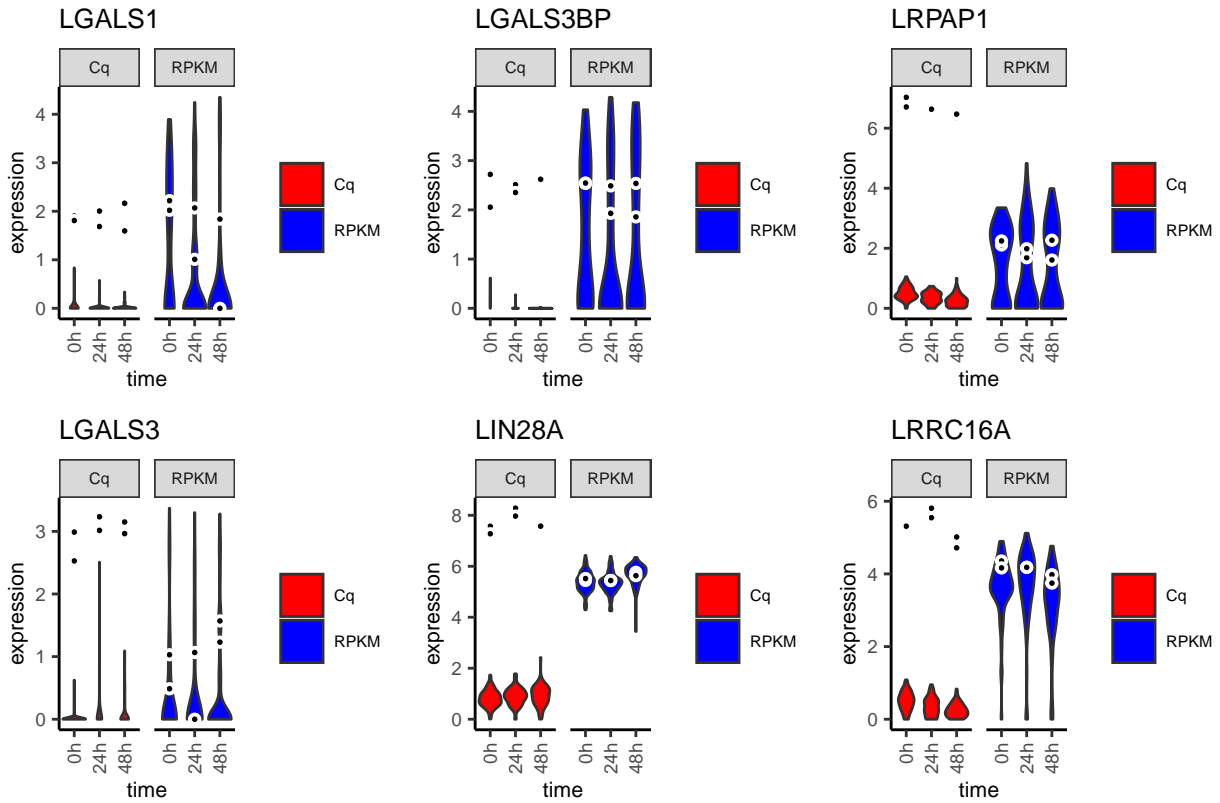 LGALS1
Cq
RPKM
expression
4
3
2
1
0
0h
24h
48h
0h
24h
48h
time
Cq
RPKM
LGALS3BP
Cq
RPKM
expression
4
3
2
1
0
0h
24h
48h
0h
24h
48h
time
Cq
RPKM
LRPAP1
Cq
RPKM
expression
6
4
2
0
0h
24h
48h
0h
24h
48h
time
Cq
RPKM
LGALS3
Cq
RPKM
expression
3
2
1
0
0h
24h
48h
0h
24h
48h
time
Cq
RPKM
LIN28A
Cq
RPKM
expression
8
6
4
2
0
0h
24h
48h
0h
24h
48h
time
Cq
RPKM
LRRC16A
Cq
RPKM
expression
6
4
2
0
0h
24h
48h
0h
24h
48h
time
Cq
RPKM